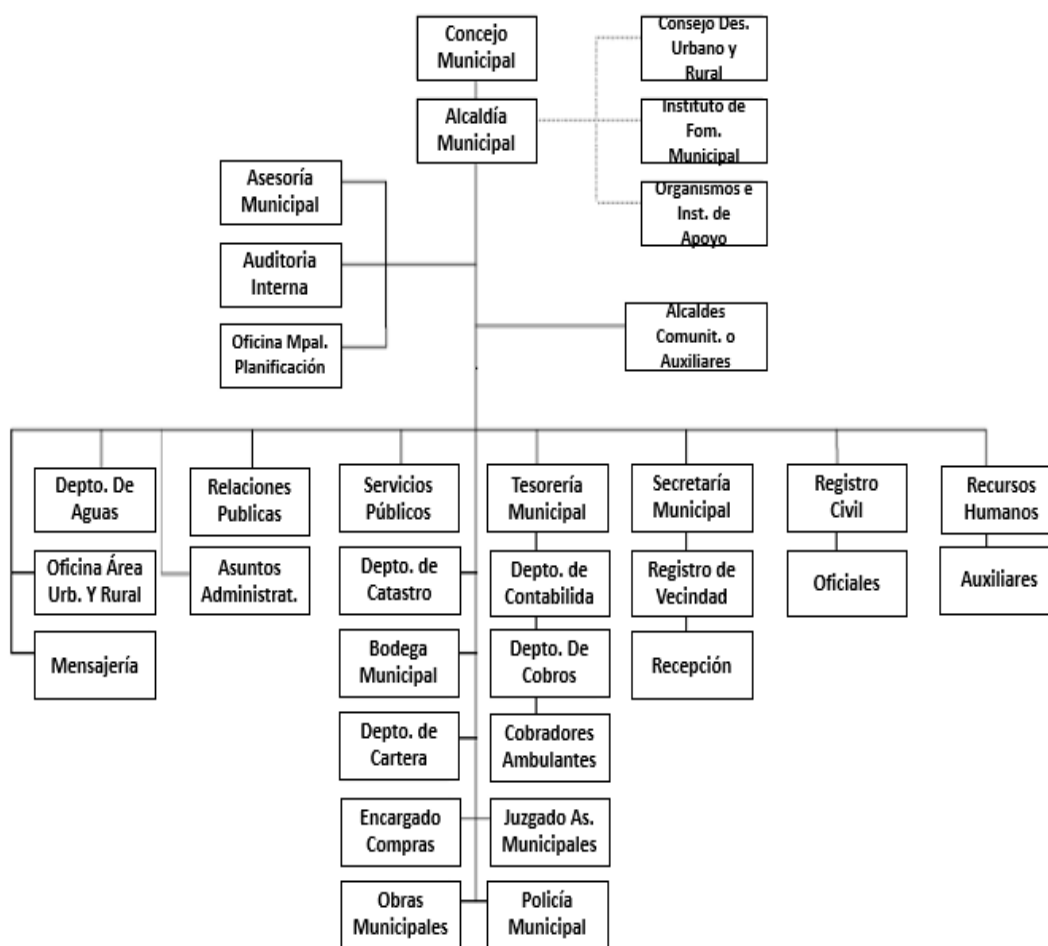 Concejo
Municipal
Consejo Des.
Urbano y
Rural
Alcaldía
Municipal
Instituto de
Fom.
Municipal
Asesoría
Municipal
Organismos e
Inst. de
Apoyo
Auditoria
Interna
Oficina Mpal.
Planificación
Alcaldes
Comunit. o
Auxiliares
Depto. De
Aguas
Relaciones
Publicas
Servicios
Públicos
Tesorería
Municipal
Secretaría
Municipal
Registro
Civil
Recursos
Humanos
Oficina Área
Urb. Y Rural
Asuntos
Administrat.
Depto. de
Catastro
Depto. de
Contabilida
Registro de
Vecindad
Oficiales
Auxiliares
Mensajería
Bodega
Municipal
Depto. De
Cobros
Recepción
Depto. de
Cartera
Cobradores
Ambulantes
Encargado
Compras
Juzgado As.
Municipales
Obras
Municipales
Policía
Municipal